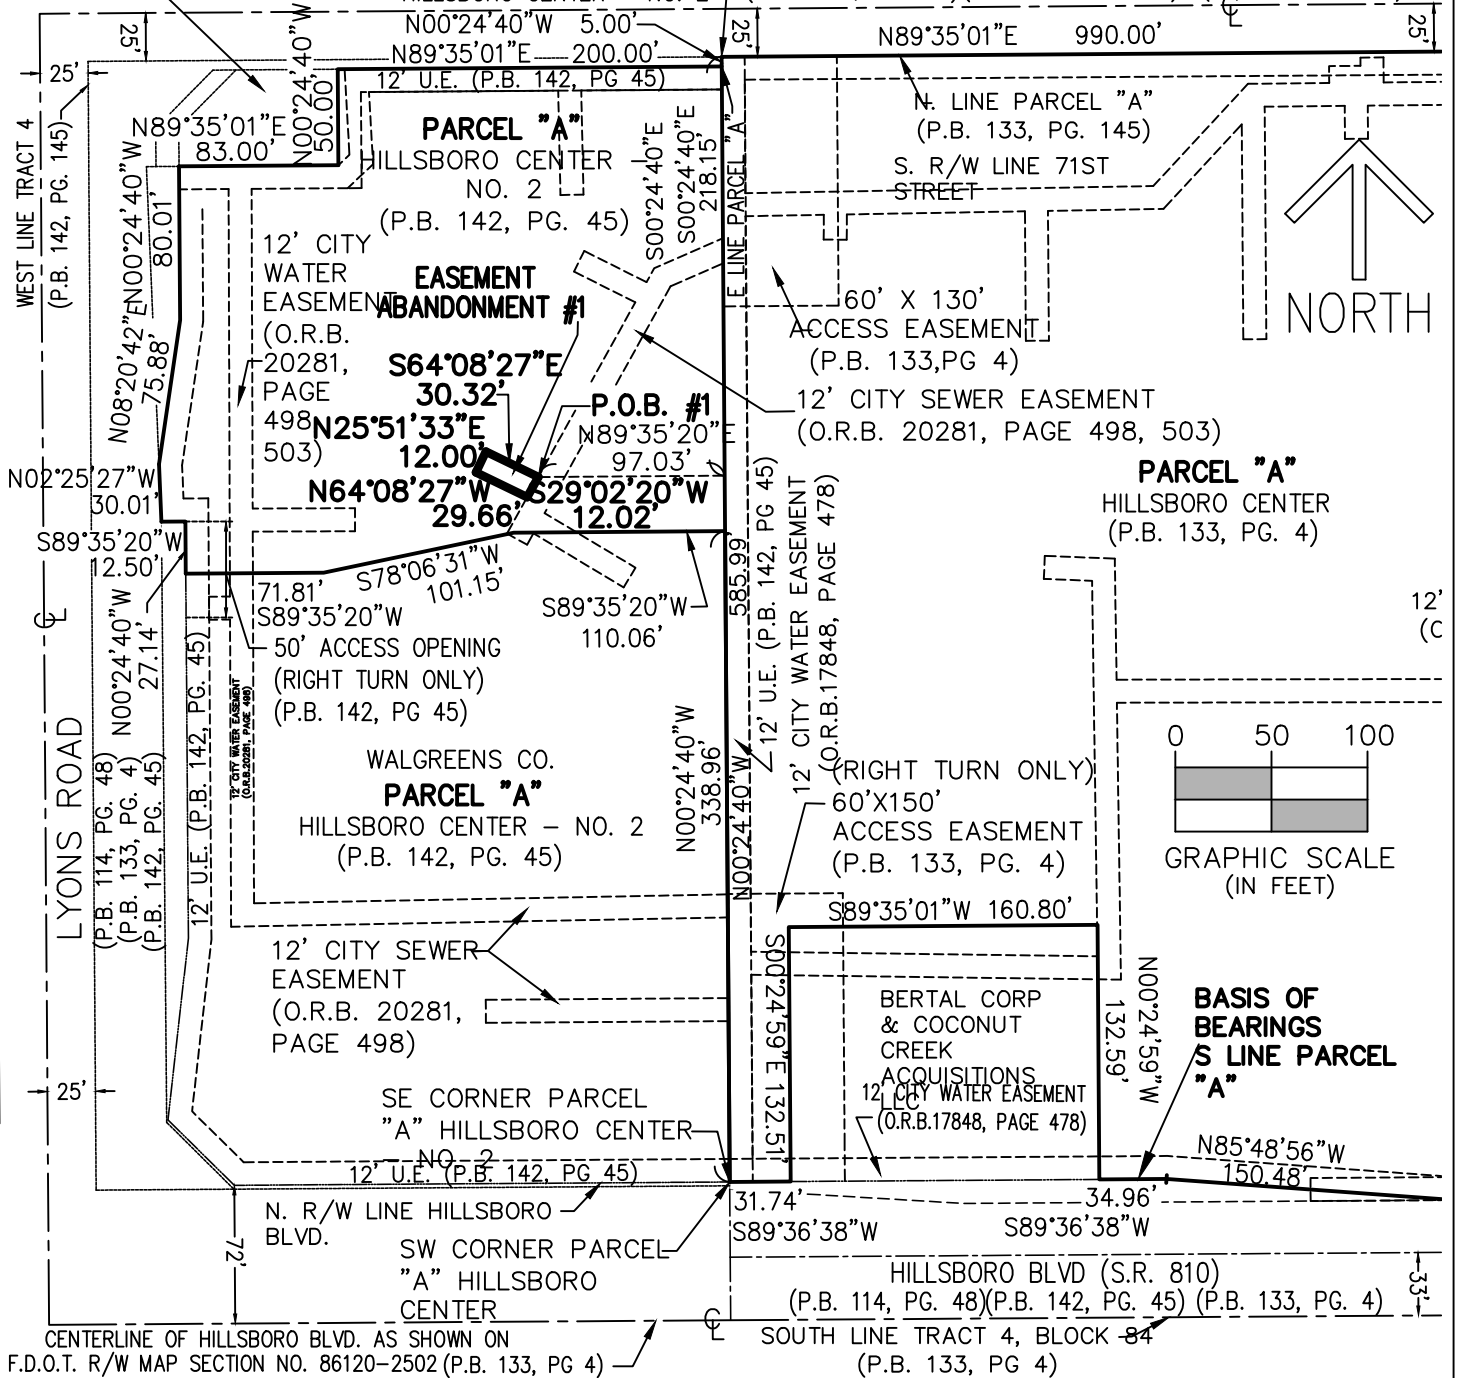 N00°24'40"W 5.00'
N89°35'01"E 200.00'
12' U.E. (P.B. 142, PG 45)
25'
25'
25'
25'
N89°35'01"E 990.00'
N. LINE PARCEL "A"
(P.B. 133, PG. 145)
S. R/W LINE 71ST
STREET
WEST LINE TRACT 4
(P.B. 142, PG. 145)
N89°35'01"E
83.00'
N00°24'40"W
50.00'
PARCEL "A"
HILLSBORO CENTER –
NO. 2
(P.B. 142, PG. 45)
S00°24'40"E
S00°24'40"E
218.15'
E LINE PARCEL "A"
N00°24'40"W
80.01'
12' CITY
WATER
EASEMENT
(O.R.B.
20281,
PAGE
498,
503)
EASEMENT
ABANDONMENT #1
60' X 130'
ACCESS EASEMENT
(P.B. 133,PG 4)
NORTH
N08°20'42"E
75.88'
S64°08'27"E
30.32'
P.O.B. #1
12' CITY SEWER EASEMENT
(O.R.B. 20281, PAGE 498, 503)
N25°51'33"E
12.00'
N89°35'20"E
97.03'
N64°08'27"W
29.66'
S29°02'20"W
12.02'
PARCEL "A"
HILLSBORO CENTER
(P.B. 133, PG. 4)
N02°25'27"W
30.01'
S89°35'20"W
12.50'
N00°24'40"W
27.14'
71.81'
S89°35'20"W
S78°06'31"W
101.15'
S89°35'20"W
110.06'
585.99
12' U.E. (P.B. 142, PG 45)
12' CITY WATER EASEMENT
(O.R.B.17848, PAGE 478)
12'
50' ACCESS OPENING
(RIGHT TURN ONLY)
(P.B. 142, PG 45)
12' U.E. (P.B. 142, PG. 45)
12' CITY WATER EASEMENT
(O.R.B.20281, PAGE 498)
LYONS ROAD
(P.B. 114, PG. 48)
(P.B. 133, PG. 4)
(P.B. 142, PG. 45)
WALGREENS CO.
PARCEL "A"
HILLSBORO CENTER – NO. 2
(P.B. 142, PG. 45)
N00°24'40"W
338.96'
N00°24'40"W
(RIGHT TURN ONLY)
60'X150'
ACCESS EASEMENT
(P.B. 133, PG. 4)
0 50 100
GRAPHIC SCALE
(IN FEET)
S89°35'01"W 160.80'
12' CITY SEWER
EASEMENT
(O.R.B. 20281,
PAGE 498)
S00°24'59"E 132.51'
BERTAL CORP
& COCONUT
CREEK
ACQUISITIONS
LLC
N00°24'59"W
132.59'
BASIS OF
BEARINGS
S LINE PARCEL
"A"
12' CITY WATER EASEMENT
(O.R.B.17848, PAGE 478)
25'
SE CORNER PARCEL
"A" HILLSBORO CENTER
– NO. 2
12' U.E. (P.B. 142, PG 45)
N85°48'56"W
150.48'
31.74'
S89°36'38"W
34.96'
S89°36'38"W
N. R/W LINE HILLSBORO
BLVD.
72'
SW CORNER PARCEL
"A" HILLSBORO
CENTER
HILLSBORO BLVD (S.R. 810)
(P.B. 114, PG. 48)(P.B. 142, PG. 45) (P.B. 133, PG. 4)
33'
CENTERLINE OF HILLSBORO BLVD. AS SHOWN ON
F.D.O.T. R/W MAP SECTION NO. 86120–2502 (P.B. 133, PG 4)
SOUTH LINE TRACT 4, BLOCK 84
(P.B. 133, PG 4)